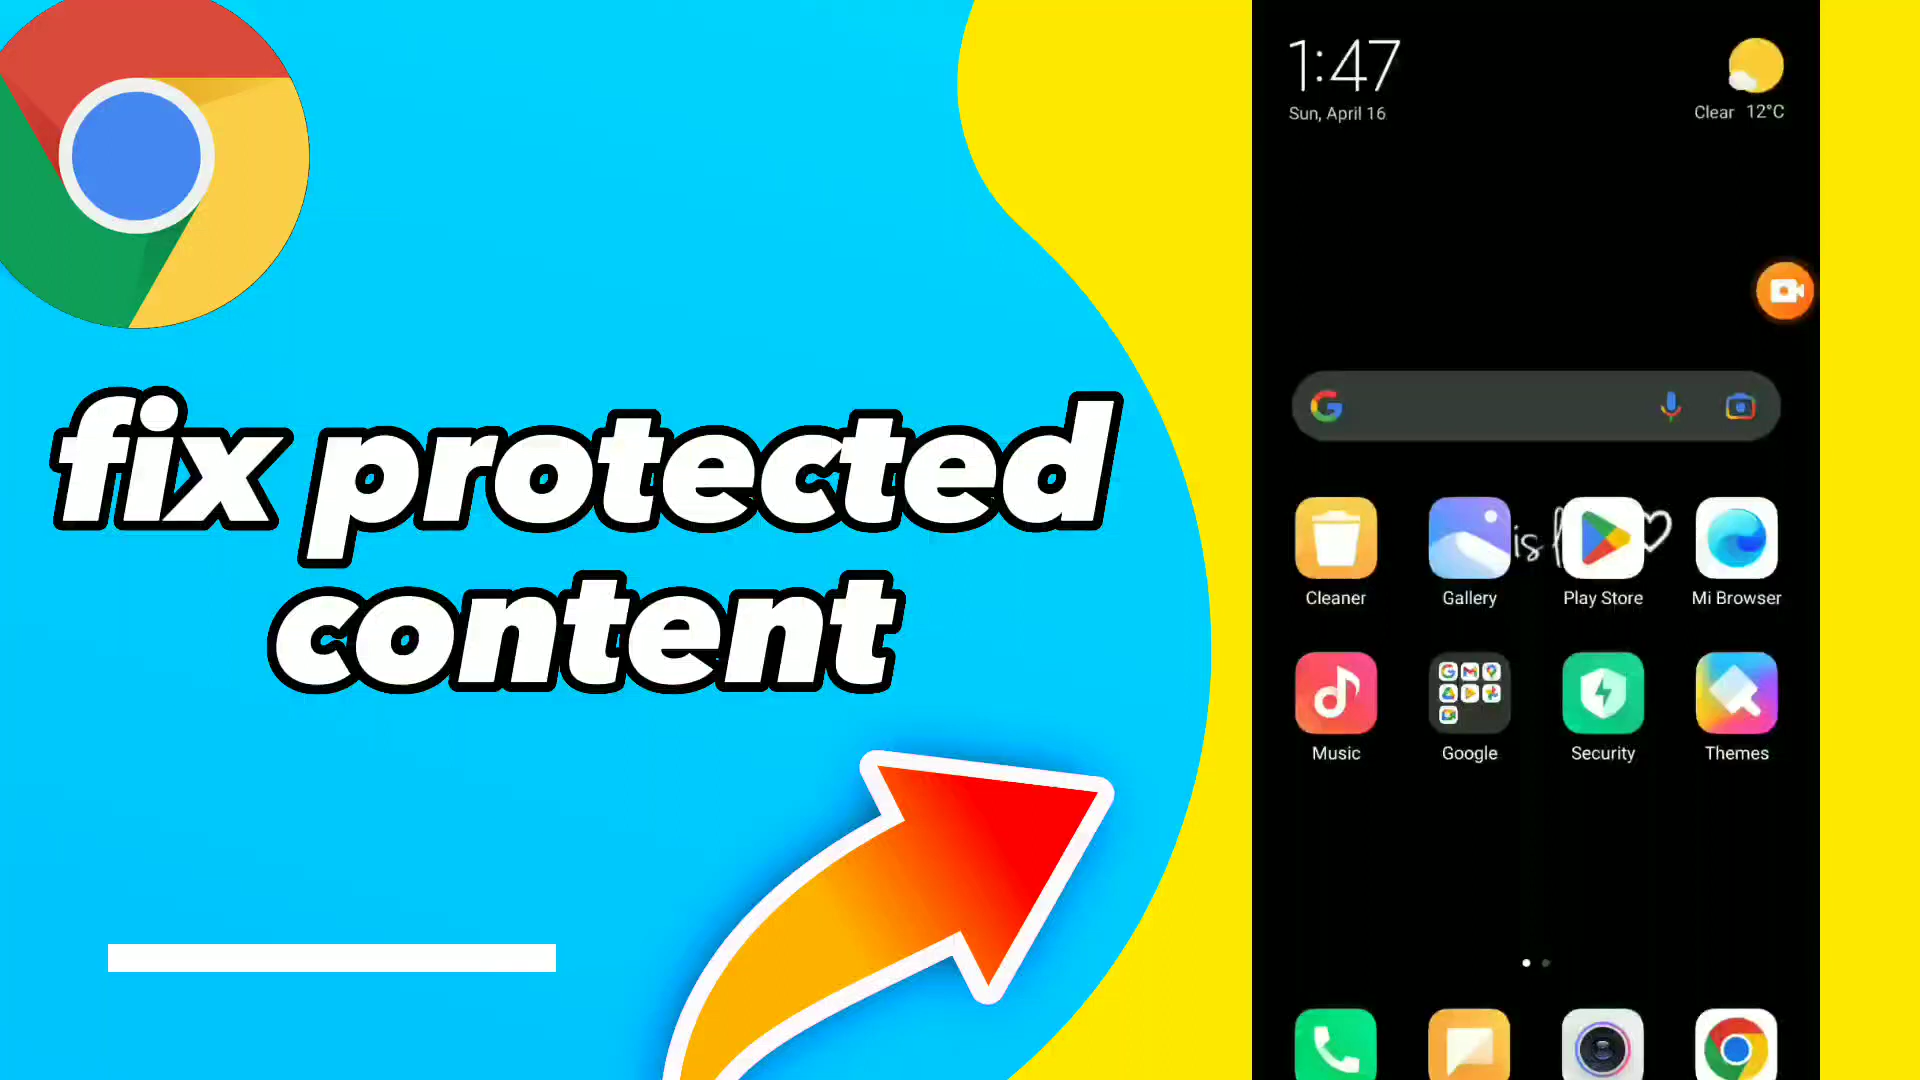 fix protected
content
1:47
Sun, April 16
Clear 12°C
is
Cleaner
Gallery
Play Store
Mi Browser
Music
Google
Security
Themes